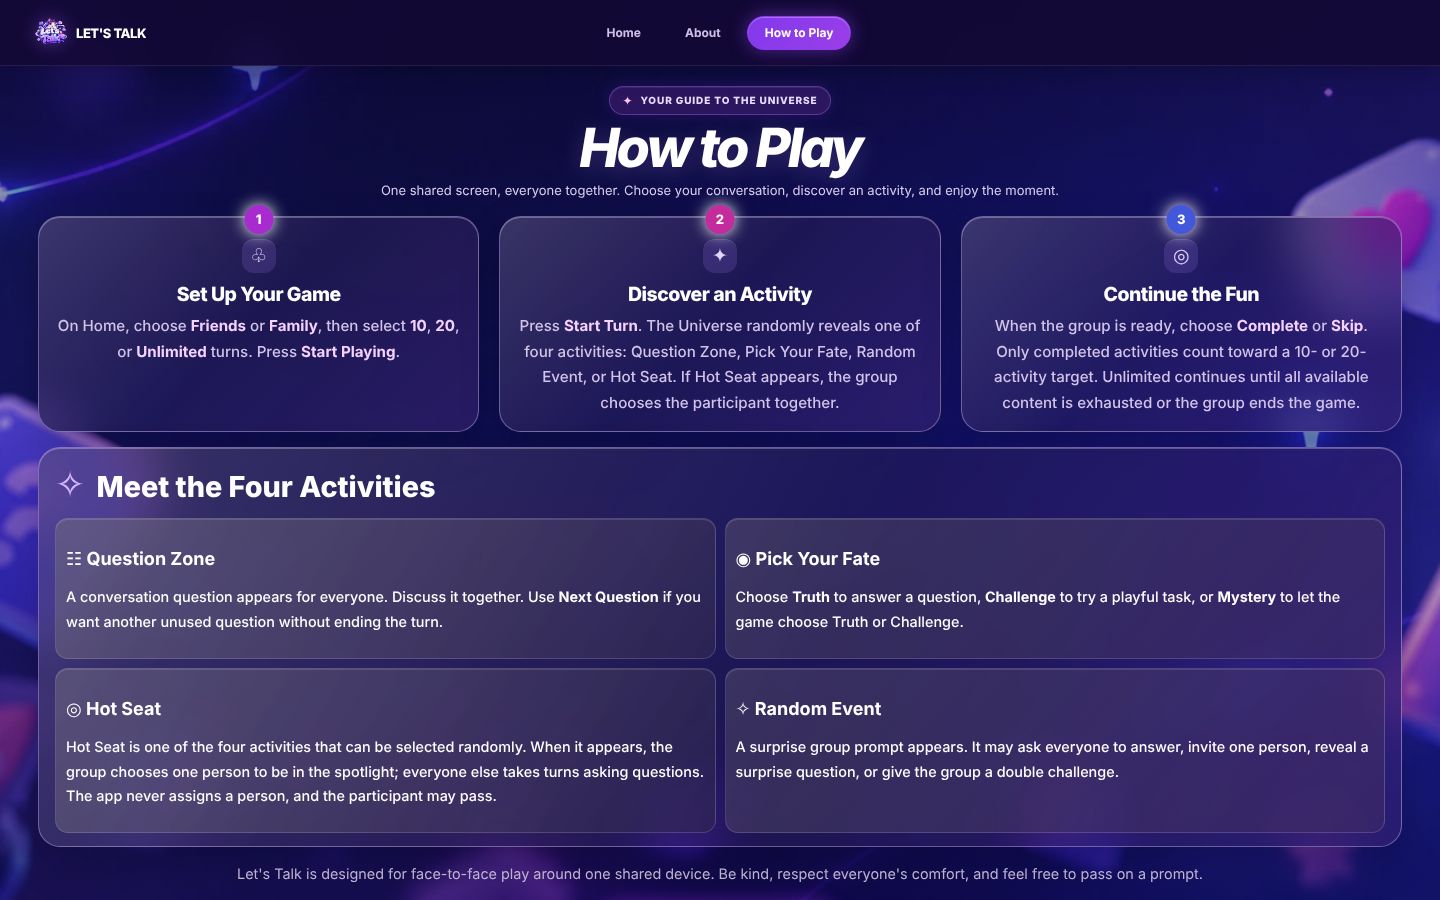 LET'S TALK
Home
About
How to Play
YOUR GUIDE TO THE UNIVERSE
How to Play
One shared screen, everyone together. Choose your conversation, discover an activity, and enjoy the moment.
1
Set Up Your Game
On Home, choose Friends or Family, then select 10, 20,
or Unlimited turns. Press Start Playing.
2
Discover an Activity
Press Start Turn. The Universe randomly reveals one of
four activities: Question Zone, Pick Your Fate, Random
Event, or Hot Seat. If Hot Seat appears, the group
chooses the participant together.
3
Continue the Fun
When the group is ready, choose Complete or Skip.
Only completed activities count toward a 10- or 20-
activity target. Unlimited continues until all available
content is exhausted or the group ends the game.
Meet the Four Activities
Question Zone
A conversation question appears for everyone. Discuss it together. Use Next Question if you
want another unused question without ending the turn.
Pick Your Fate
Choose Truth to answer a question, Challenge to try a playful task, or Mystery to let the
game choose Truth or Challenge.
Hot Seat
Hot Seat is one of the four activities that can be selected randomly. When it appears, the
group chooses one person to be in the spotlight; everyone else takes turns asking questions.
The app never assigns a person, and the participant may pass.
Random Event
A surprise group prompt appears. It may ask everyone to answer, invite one person, reveal a
surprise question, or give the group a double challenge.
Let's Talk is designed for face-to-face play around one shared device. Be kind, respect everyone's comfort, and feel free to pass on a prompt.